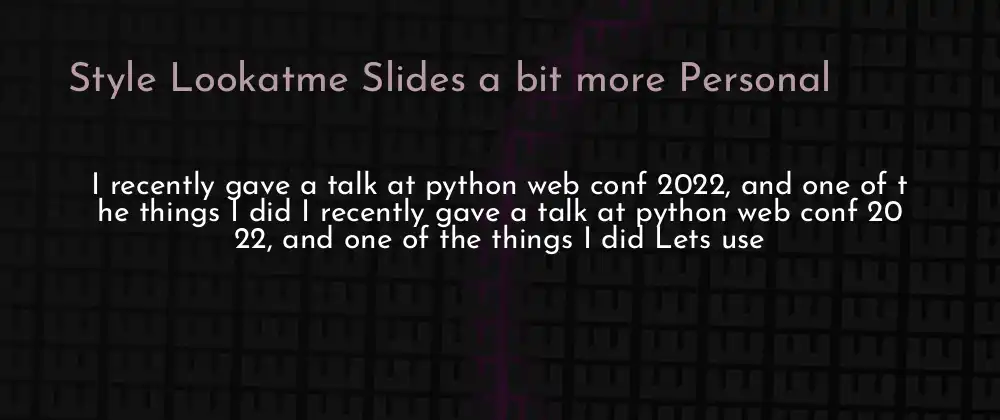 Style Lookatme Slides a bit more Personal
I recently gave a talk at python web conf 2022, and one of t
he things I did I recently gave a talk at python web conf 20
22, and one of the things I did Lets use